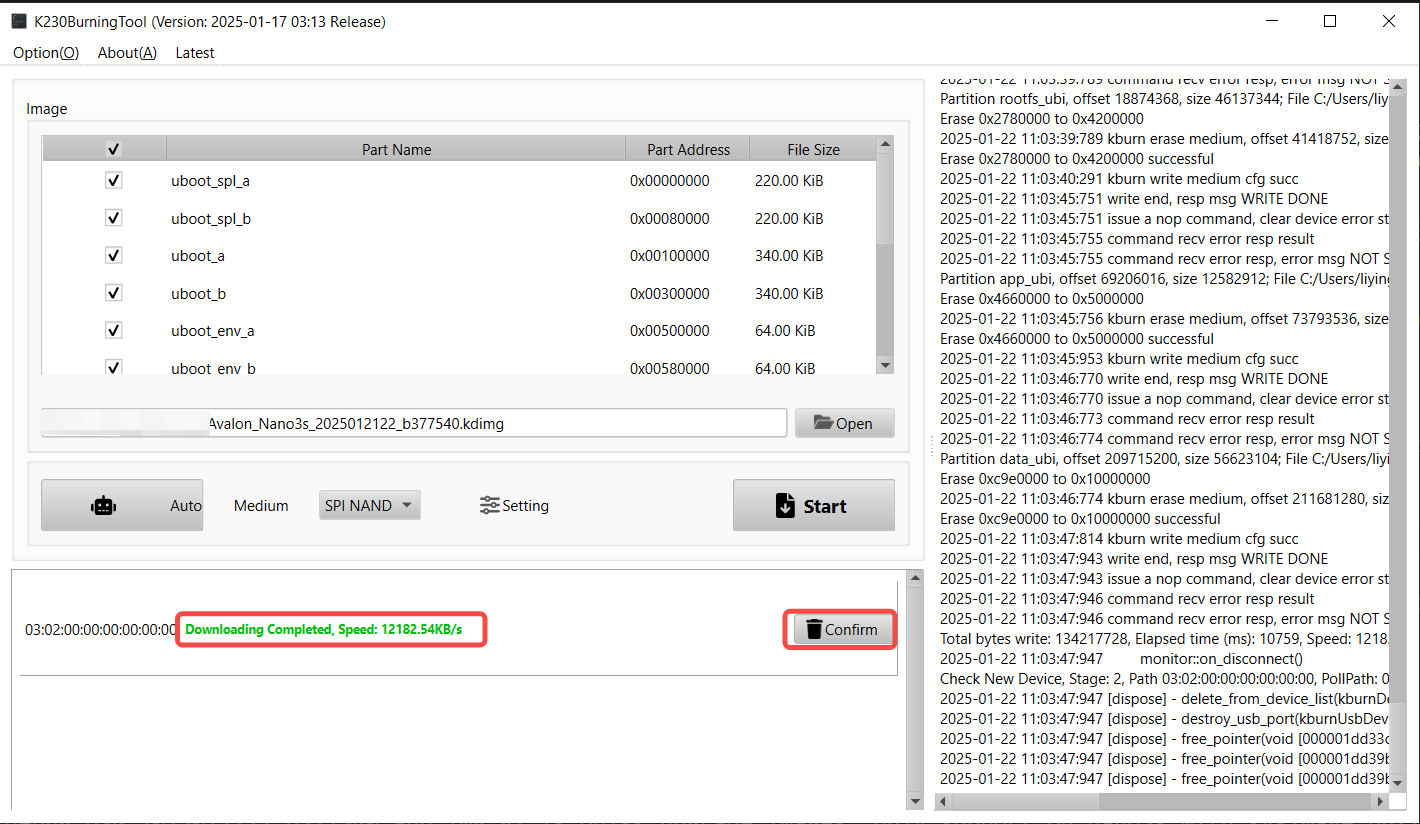 K230BurningTool (Version: 2025-01-17 03:13 Release)
Option(O) About(A) Latest
Image
Part Name Part Address File Size
uboot_spl_a 0x00000000 220.00 KiB
uboot_spl_b 0x00080000 220.00 KiB
uboot_a 0x00100000 340.00 KiB
uboot_b 0x00300000 340.00 KiB
uboot_env_a 0x00500000 64.00 KiB
uboot_env_b 0x00580000 64.00 KiB
Avalon_Nano3s_2025012122_b377540.kdimg Open
Auto Medium SPI NAND Setting Start
03:02:00:00:00:00:00:00 Downloading Completed, Speed: 12182.54KB/s Confirm
2025-01-22 11:03:39:789 command recv error resp, error msg NOT S
Partition rootfs_ubi, offset 18874368, size 46137344; File C:/Users/liyin
Erase 0x2780000 to 0x4200000
2025-01-22 11:03:39:789 kburn erase medium, offset 41418752, size
Erase 0x2780000 to 0x4200000 successful
2025-01-22 11:03:40:291 kburn write medium cfg succ
2025-01-22 11:03:45:751 write end, resp msg WRITE DONE
2025-01-22 11:03:45:751 issue a nop command, clear device error st
2025-01-22 11:03:45:755 command recv error resp result
2025-01-22 11:03:45:755 command recv error resp, error msg NOT S
Partition app_ubi, offset 69206016, size 12582912; File C:/Users/liying
Erase 0x4660000 to 0x5000000
2025-01-22 11:03:45:756 kburn erase medium, offset 73793536, size
Erase 0x4660000 to 0x5000000 successful
2025-01-22 11:03:45:953 kburn write medium cfg succ
2025-01-22 11:03:46:770 write end, resp msg WRITE DONE
2025-01-22 11:03:46:770 issue a nop command, clear device error st
2025-01-22 11:03:46:773 command recv error resp result
2025-01-22 11:03:46:774 command recv error resp, error msg NOT S
Partition data_ubi, offset 209715200, size 56623104; File C:/Users/liyi
Erase 0xc9e0000 to 0x10000000
2025-01-22 11:03:46:774 kburn erase medium, offset 211681280, siz
Erase 0xc9e0000 to 0x10000000 successful
2025-01-22 11:03:47:814 kburn write medium cfg succ
2025-01-22 11:03:47:943 write end, resp msg WRITE DONE
2025-01-22 11:03:47:943 issue a nop command, clear device error st
2025-01-22 11:03:47:946 command recv error resp result
2025-01-22 11:03:47:946 command recv error resp, error msg NOT S
Total bytes write: 134217728, Elapsed time (ms): 10759, Speed: 1218
2025-01-22 11:03:47:947 monitor::on_disconnect()
Check New Device, Stage: 2, Path 03:02:00:00:00:00:00:00, PollPath: 0
2025-01-22 11:03:47:947 [dispose] - delete_from_device_list(kburnDe
2025-01-22 11:03:47:947 [dispose] - destroy_usb_port(kburnUsbDev
2025-01-22 11:03:47:947 [dispose] - free_pointer(void [000001dd33c
2025-01-22 11:03:47:947 [dispose] - free_pointer(void [000001dd39b
2025-01-22 11:03:47:947 [dispose] - free_pointer(void [000001dd39b